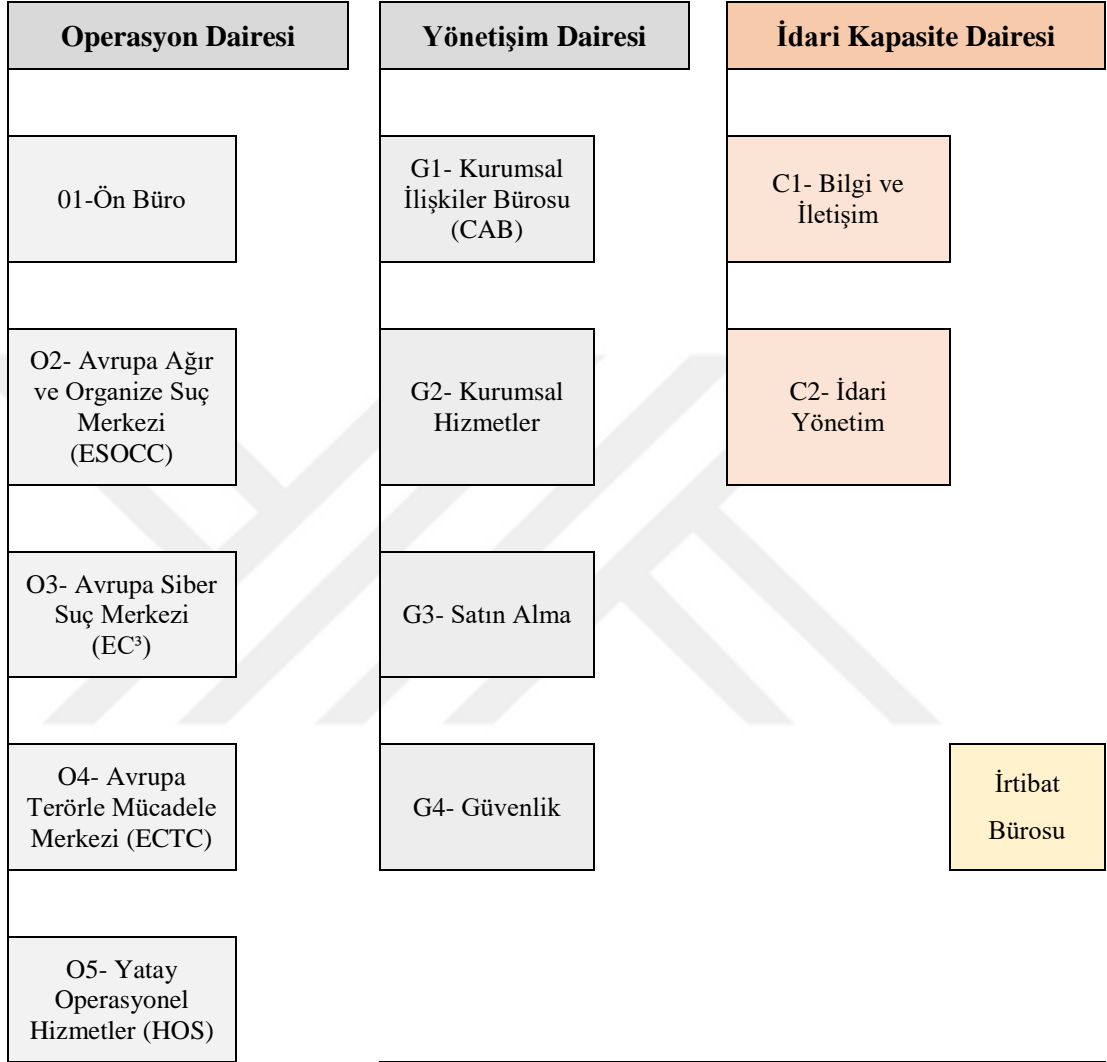 Operasyon Dairesi
Yönetişim Dairesi
İdari Kapasite Dairesi
01-Ön Büro
G1- Kurumsal
İlişkiler Bürosu
(CAB)
C1- Bilgi ve
İletişim
O2- Avrupa Ağır
ve Organize Suç
Merkezi
(ESOCC)
G2- Kurumsal
Hizmetler
C2- İdari
Yönetim
O3- Avrupa Siber
Suç Merkezi
(EC³)
G3- Satın Alma
O4- Avrupa
Terörle Mücadele
Merkezi (ECTC)
G4- Güvenlik
İrtibat
Bürosu
O5- Yatay
Operasyonel
Hizmetler (HOS)